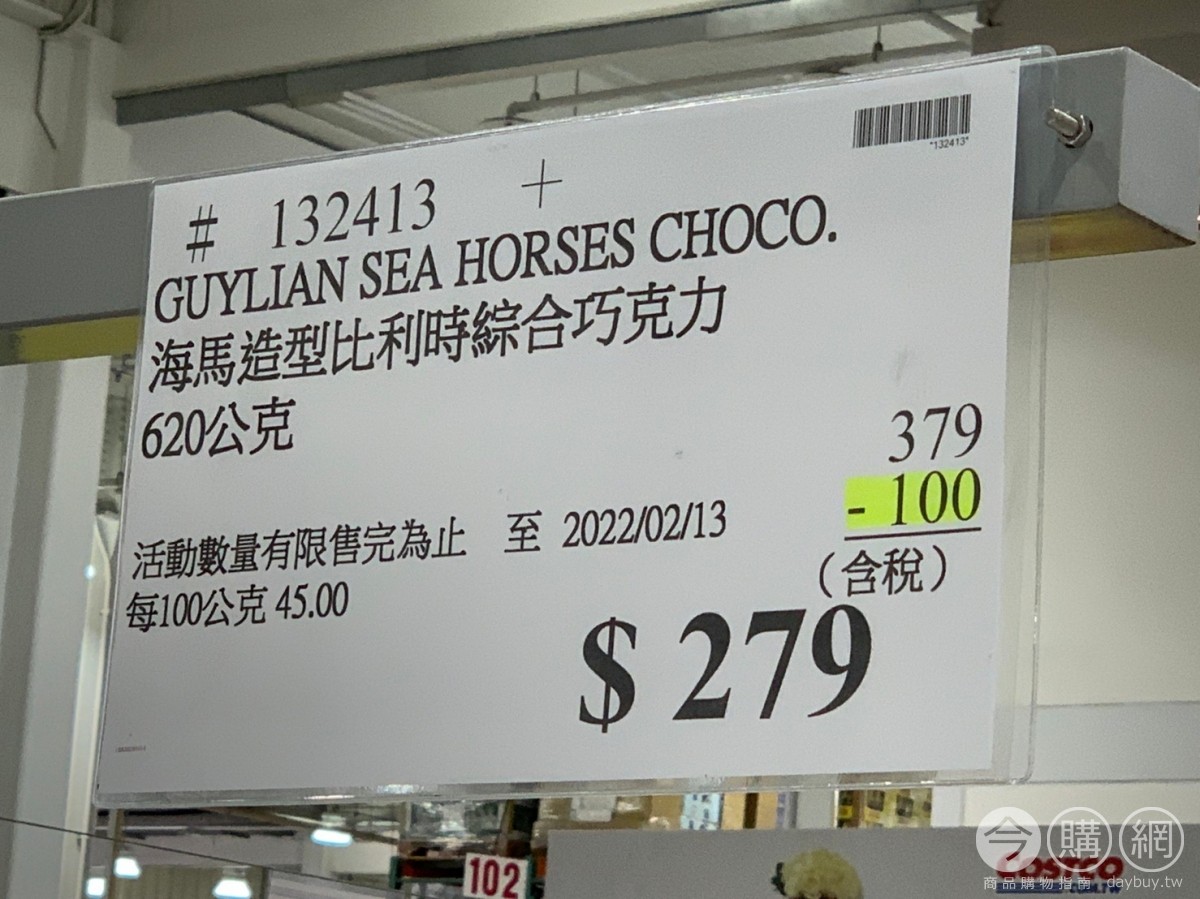 *132413*
# 132413 +
GUYLIAN SEA HORSES CHOCO.
海馬造型比利時綜合巧克力
620公克
379
- 100
活動數量有限售完為止 至 2022/02/13
(含稅)
每100公克 45.00
$ 279
102
今購網
COSTCO
商品購物指南 daybuy.tw